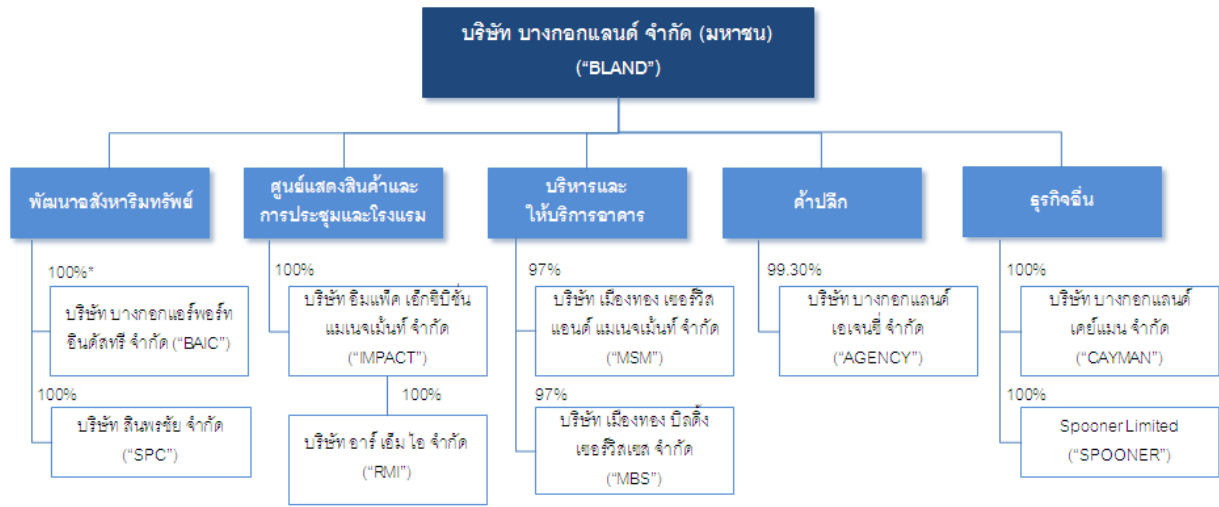 บริษัท บางกอกแลนด์ จำกัด (มหาชน)
(“BLAND”)
พัฒนาอสังหาริมทรัพย์
ศูนย์แสดงสินค้าและ
การประชุมและโรงแรม
บริหารและ
ให้บริการอาคาร
ค้าปลีก
ธุรกิจอื่น
100%*
บริษัท บางกอกแอร์พอร์ท
อินดัสทรี จำกัด (“BAIC”)
100%
บริษัท สินพรชัย จำกัด
(“SPC”)
100%
บริษัท อิมแพ็ค เอ็กซิบิชั่น
แมเนจเม้นท์ จำกัด
(“IMPACT”)
100%
บริษัท อาร์ เอ็ม ไอ จำกัด
(“RMI”)
97%
บริษัท เมืองทอง เซอร์วิส
แอนด์ แมเนจเม้นท์ จำกัด
(“MSM”)
97%
บริษัท เมืองทอง บิลดิ้ง
เซอร์วิสเซส จำกัด
(“MBS”)
99.30%
บริษัท บางกอกแลนด์
เอเจนซี่ จำกัด
(“AGENCY”)
100%
บริษัท บางกอกแลนด์
เคย์แมน จำกัด
(“CAYMAN”)
100%
Spooner Limited
(“SPOONER”)